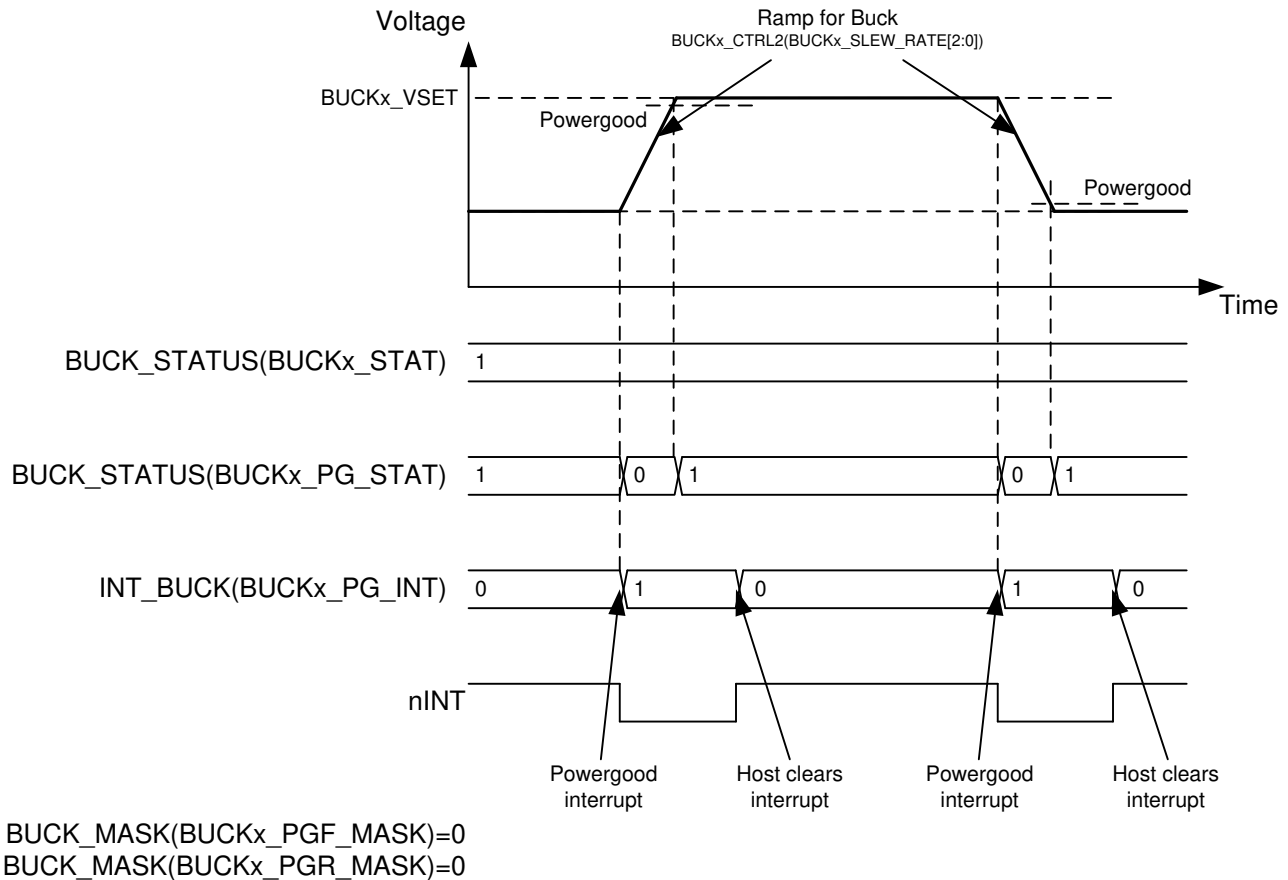 Voltage
Ramp for Buck
BUCKx_CTRL2(BUCKx_SLEW_RATE[2:0])
BUCKx_VSET
Powergood
Powergood
Time
BUCK_STATUS(BUCKx_STAT)
1
BUCK_STATUS(BUCKx_PG_STAT)
1
0
1
0
1
INT_BUCK(BUCKx_PG_INT)
0
1
0
1
0
nINT
Powergood
interrupt
Host clears
interrupt
Powergood
interrupt
Host clears
interrupt
BUCK_MASK(BUCKx_PGF_MASK)=0
BUCK_MASK(BUCKx_PGR_MASK)=0